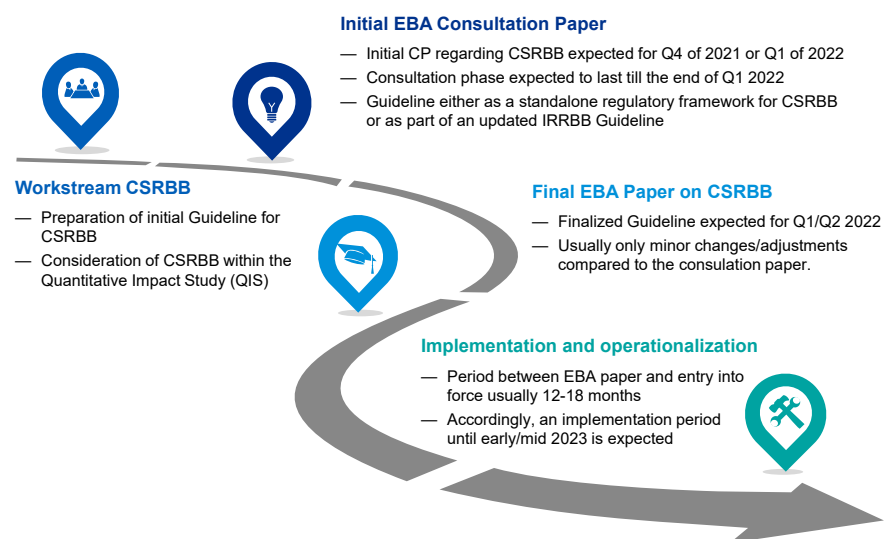 Initial EBA Consultation Paper
— Initial CP regarding CSRBB expected for Q4 of 2021 or Q1 of 2022
— Consultation phase expected to last till the end of Q1 2022
— Guideline either as a standalone regulatory framework for CSRBB
or as part of an updated IRRBB Guideline
Workstream CSRBB
— Preparation of initial Guideline for
CSRBB
— Consideration of CSRBB within the
Quantitative Impact Study (QIS)
Final EBA Paper on CSRBB
— Finalized Guideline expected for Q1/Q2 2022
— Usually only minor changes/adjustments
compared to the consulation paper.
Implementation and operationalization
— Period between EBA paper and entry into
force usually 12-18 months
— Accordingly, an implementation period
until early/mid 2023 is expected